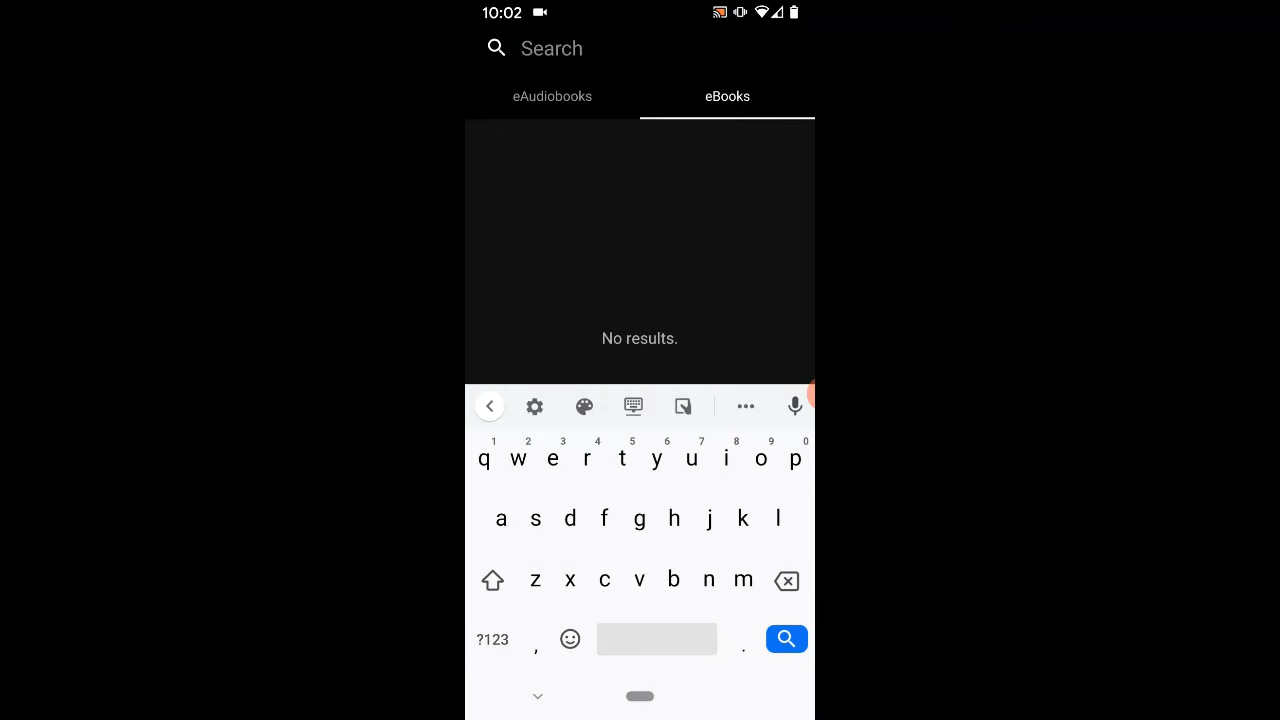 10:02
Search
eAudiobooks eBooks
No results.
1 2 3 4 5 6 7 8 9 0
q w e r t y u i o p
a s d f g h j k l
z x c v b n m
?123 , .